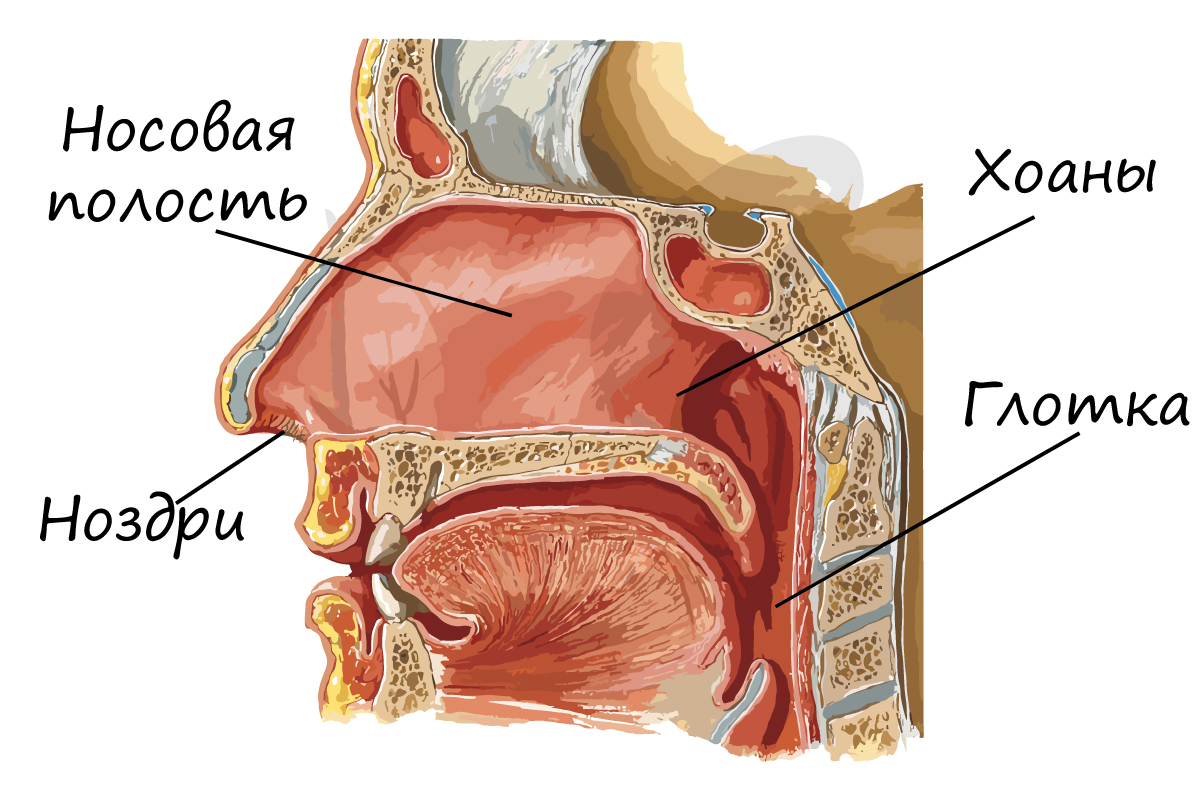 Носовая
полость
Хоаны
Глотка
Ноздри